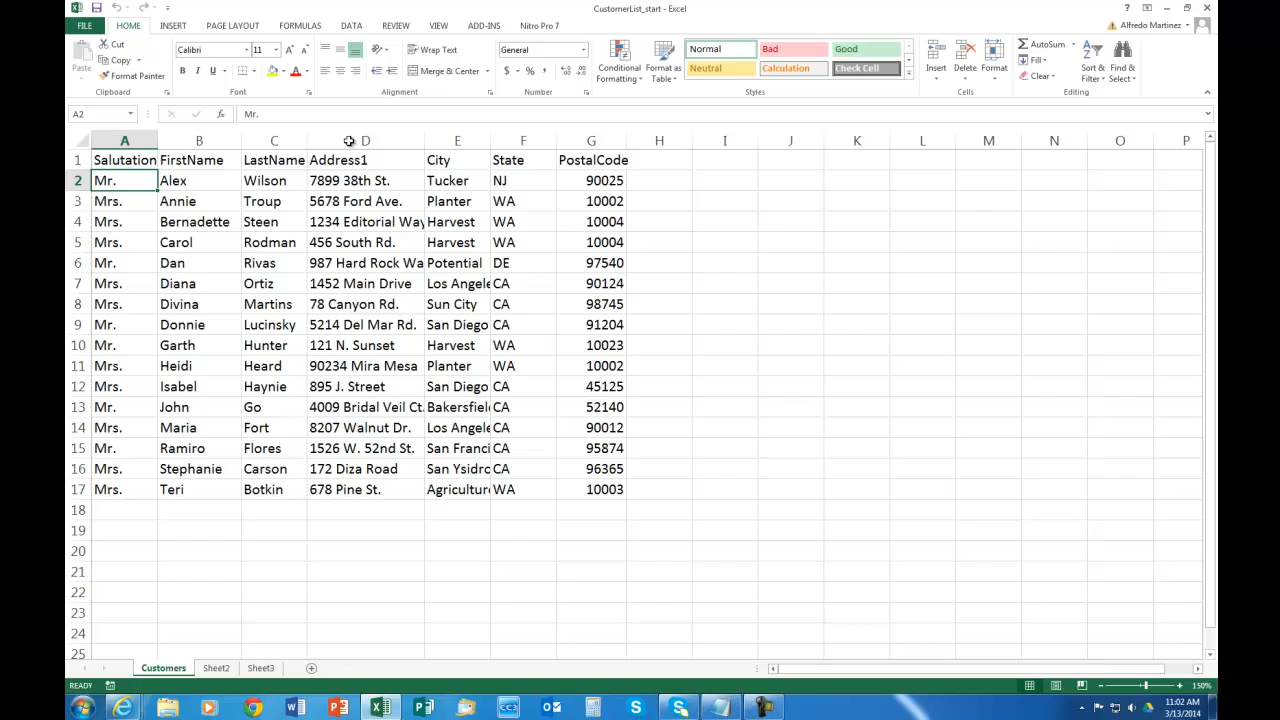 CustomerList_start - Excel
FILE HOME INSERT PAGE LAYOUT FORMULAS DATA REVIEW VIEW ADD-INS Nitro Pro 7 Alfredo Martinez
Cut
Copy
Format Painter
Paste
Clipboard
Calibri 11
B I U
Font
Wrap Text
Merge & Center
Alignment
General
$ % ,
Number
Conditional Formatting
Format as Table
Normal Bad Good
Neutral Calculation Check Cell
Styles
Insert Delete Format
Cells
AutoSum
Fill
Clear
Sort & Filter
Find & Select
Editing
A2 fx Mr.
A B C D E F G H I J K L M N O P
1 Salutation FirstName LastName Address1 City State PostalCode
2 Mr. Alex Wilson 7899 38th St. Tucker NJ 90025
3 Mrs. Annie Troup 5678 Ford Ave. Planter WA 10002
4 Mrs. Bernadette Steen 1234 Editorial Way Harvest WA 10004
5 Mrs. Carol Rodman 456 South Rd. Harvest WA 10004
6 Mr. Dan Rivas 987 Hard Rock Wa Potential DE 97540
7 Mrs. Diana Ortiz 1452 Main Drive Los Angele CA 90124
8 Mrs. Divina Martins 78 Canyon Rd. Sun City CA 98745
9 Mr. Donnie Lucinsky 5214 Del Mar Rd. San Diego CA 91204
10 Mr. Garth Hunter 121 N. Sunset Harvest WA 10023
11 Mrs. Heidi Heard 90234 Mira Mesa Planter WA 10002
12 Mrs. Isabel Haynie 895 J. Street San Diego CA 45125
13 Mr. John Go 4009 Bridal Veil Ct. Bakersfiel CA 52140
14 Mrs. Maria Fort 8207 Walnut Dr. Los Angele CA 90012
15 Mr. Ramiro Flores 1526 W. 52nd St. San Franci CA 95874
16 Mrs. Stephanie Carson 172 Diza Road San Ysidro CA 96365
17 Mrs. Teri Botkin 678 Pine St. Agriculture WA 10003
18
19
20
21
22
23
24
25
Customers Sheet2 Sheet3
READY 150%
11:02 AM
3/13/2014